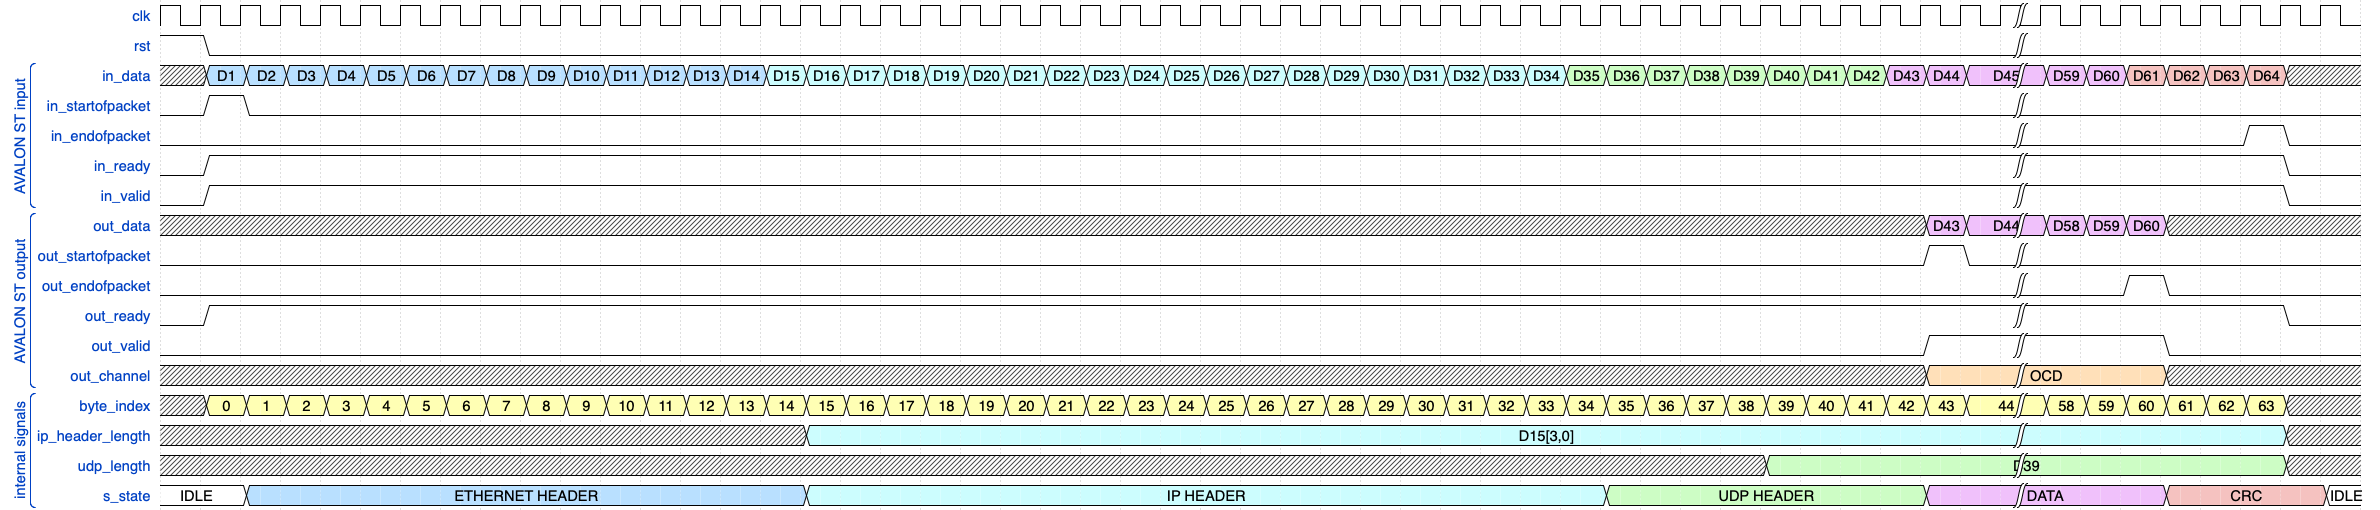 clk
rst
AVALON ST input
in_data D1 D2 D3 D4 D5 D6 D7 D8 D9 D10 D11 D12 D13 D14 D15 D16 D17 D18 D19 D20 D21 D22 D23 D24 D25 D26 D27 D28 D29 D30 D31 D32 D33 D34 D35 D36 D37 D38 D39 D40 D41 D42 D43 D44 D45 D59 D60 D61 D62 D63 D64
in_startofpacket
in_endofpacket
in_ready
in_valid
AVALON ST output
out_data D43 D44 D58 D59 D60
out_startofpacket
out_endofpacket
out_ready
out_valid
out_channel OCD
internal signals
byte_index 0 1 2 3 4 5 6 7 8 9 10 11 12 13 14 15 16 17 18 19 20 21 22 23 24 25 26 27 28 29 30 31 32 33 34 35 36 37 38 39 40 41 42 43 44 58 59 60 61 62 63
ip_header_length D15[3,0]
udp_length D39
s_state IDLE ETHERNET HEADER IP HEADER UDP HEADER DATA CRC IDLE